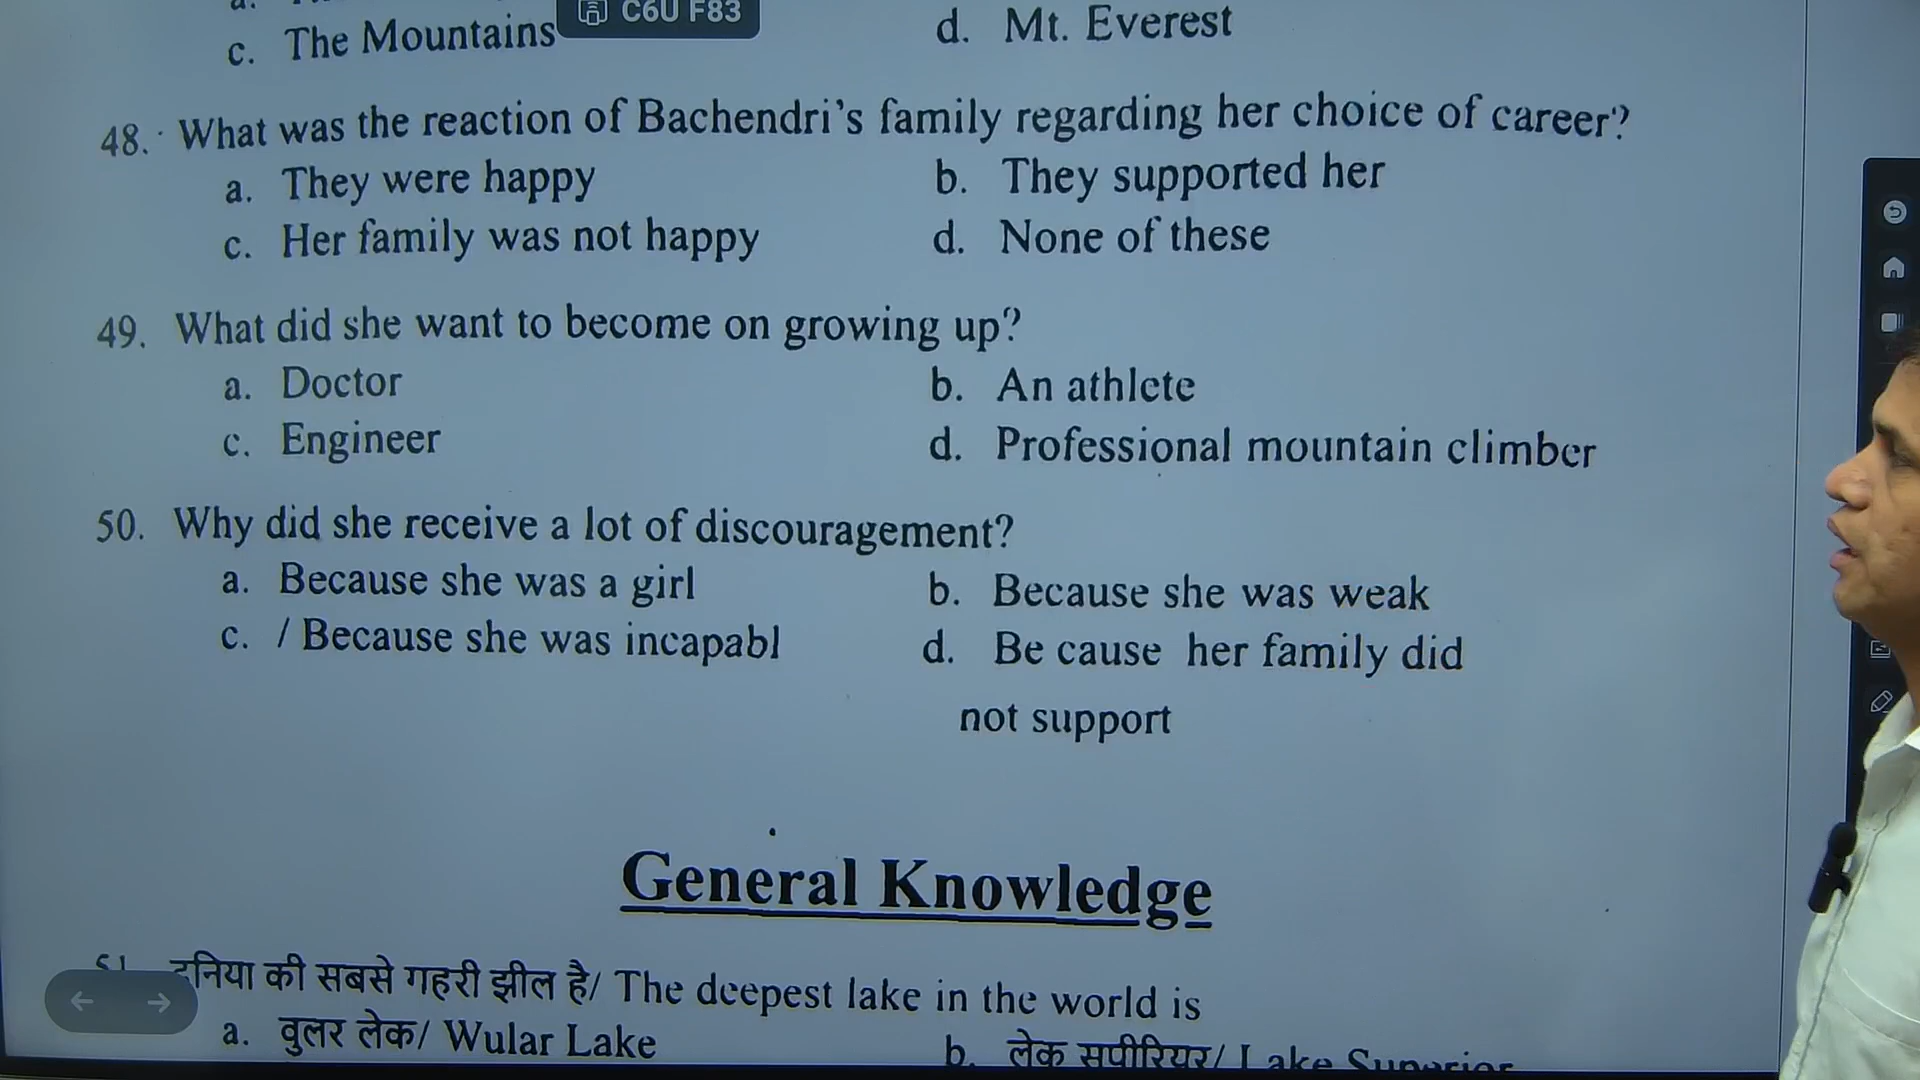 C6U F83
c. The Mountains d. Mt. Everest
48. What was the reaction of Bachendri's family regarding her choice of career?
a. They were happy b. They supported her
c. Her family was not happy d. None of these
49. What did she want to become on growing up?
a. Doctor b. An athlete
c. Engineer d. Professional mountain climber
50. Why did she receive a lot of discouragement?
a. Because she was a girl b. Because she was weak
c. / Because she was incapabl d. Be cause her family did
not support
General Knowledge
51. दुनिया की सबसे गहरी झील है/ The deepest lake in the world is
a. वुलर लेक/ Wular Lake b. लेक सुपीरियर/ Lake Superior